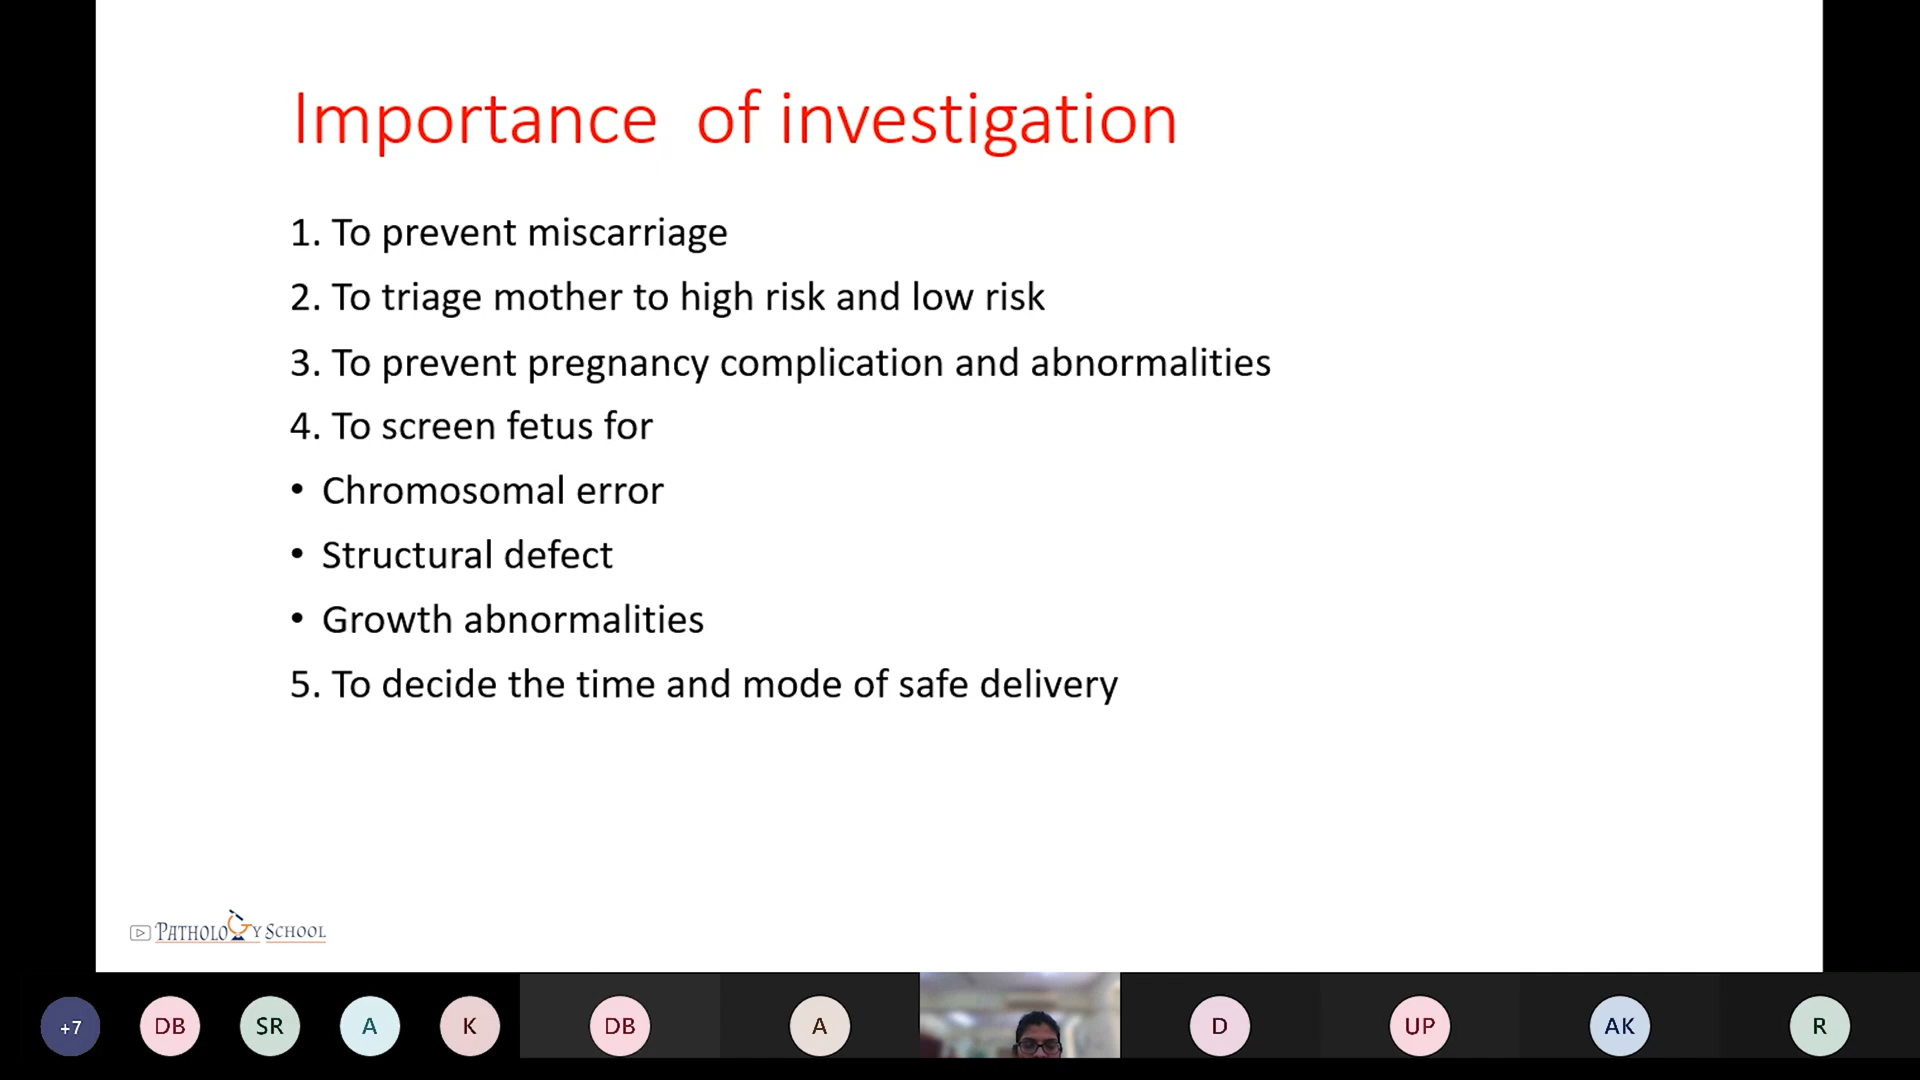 Importance of investigation
1. To prevent miscarriage
2. To triage mother to high risk and low risk
3. To prevent pregnancy complication and abnormalities
4. To screen fetus for
• Chromosomal error
• Structural defect
• Growth abnormalities
5. To decide the time and mode of safe delivery
PATHOLOGY SCHOOL
+7 DB SR A K DB A D UP AK R